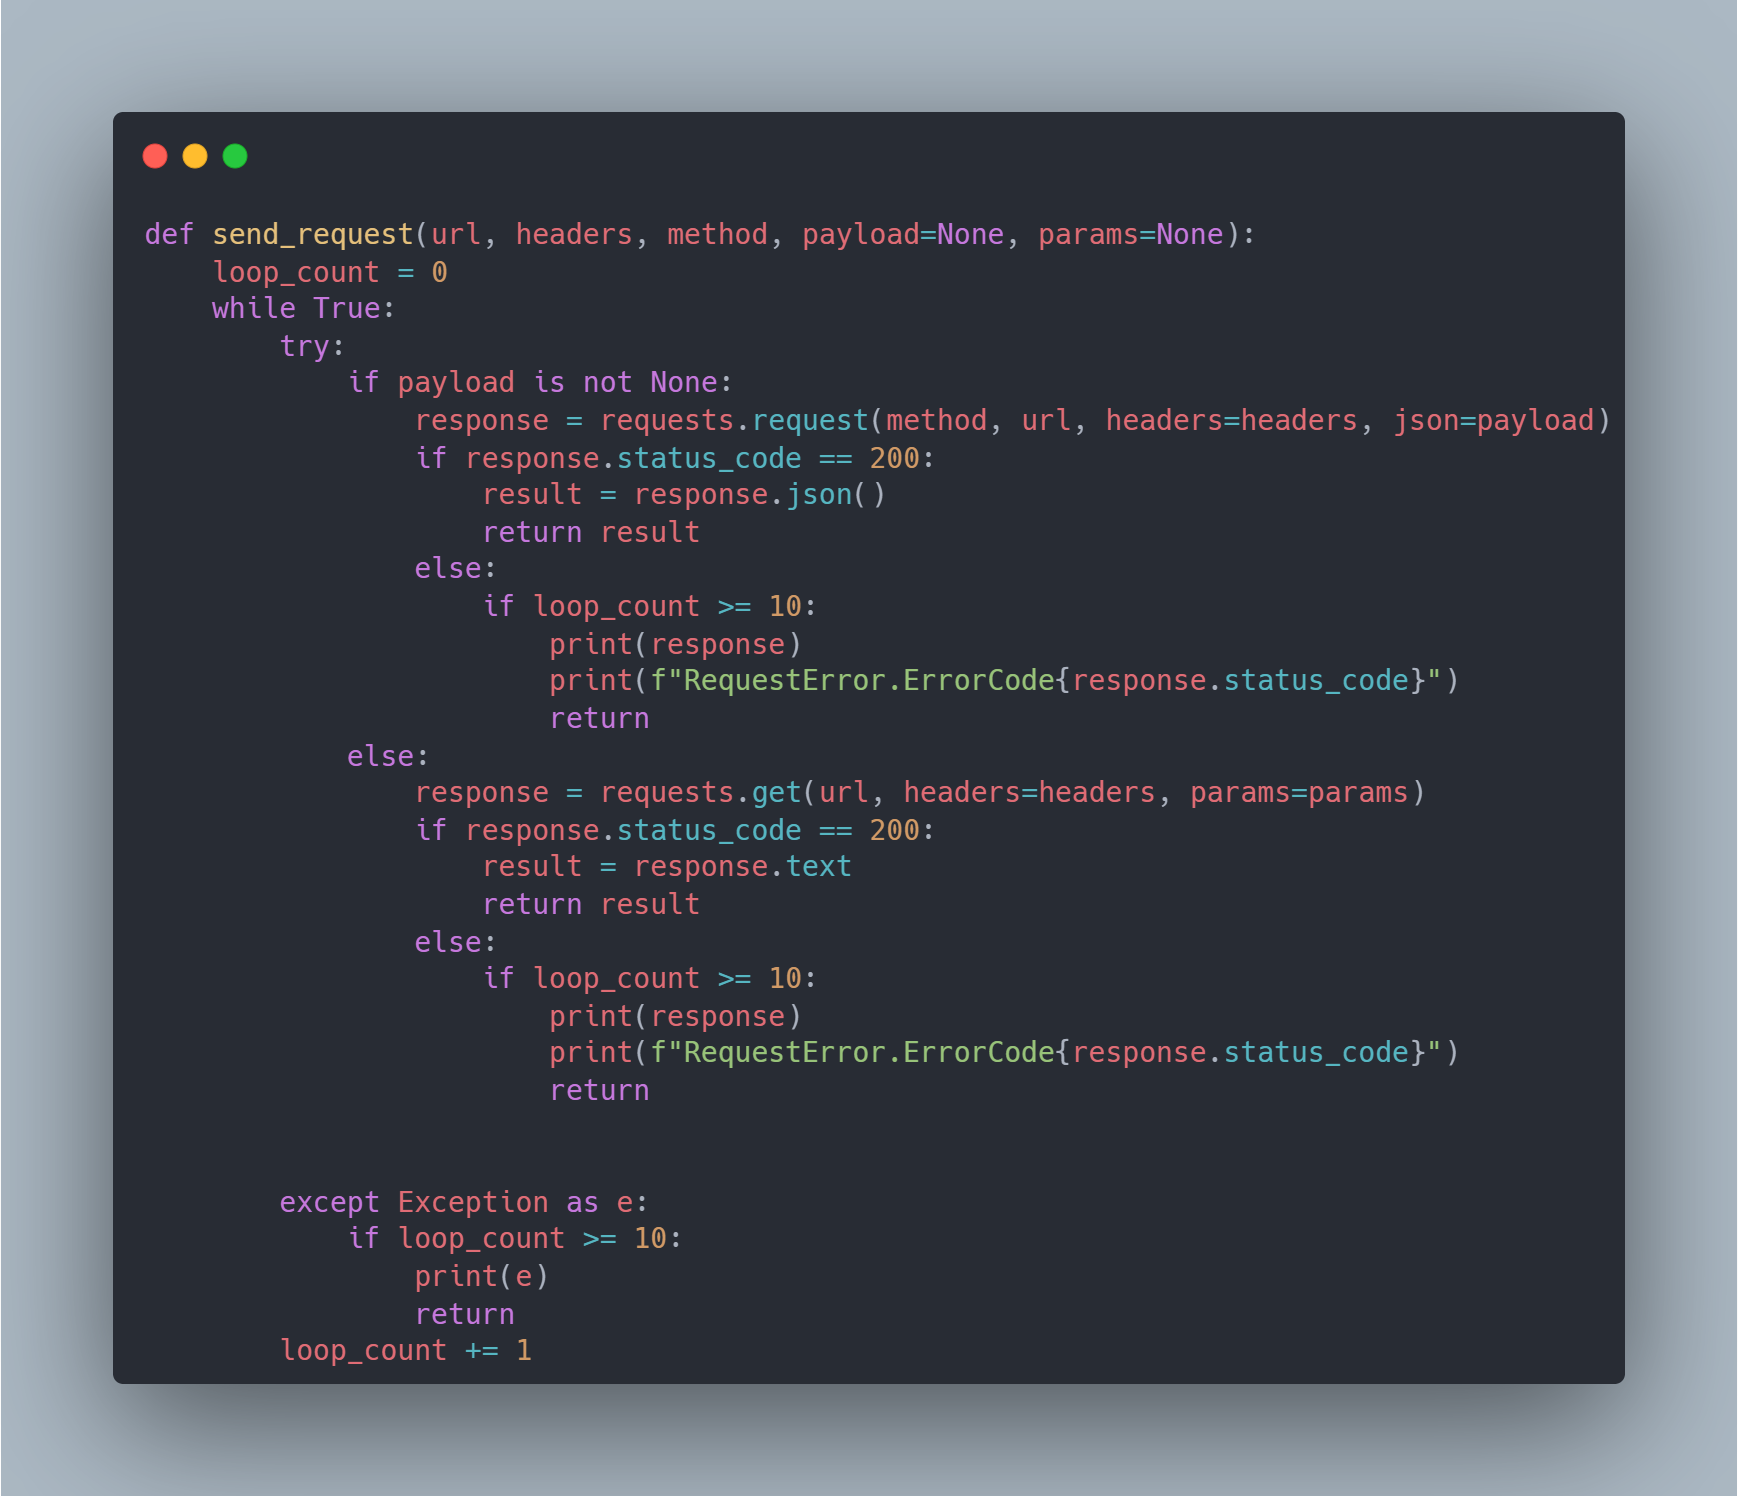 def send_request(url, headers, method, payload=None, params=None):
    loop_count = 0
    while True:
        try:
            if payload is not None:
                response = requests.request(method, url, headers=headers, json=payload)
                if response.status_code == 200:
                    result = response.json()
                    return result
                else:
                    if loop_count >= 10:
                        print(response)
                        print(f"RequestError.ErrorCode{response.status_code}")
                        return
            else:
                response = requests.get(url, headers=headers, params=params)
                if response.status_code == 200:
                    result = response.text
                    return result
                else:
                    if loop_count >= 10:
                        print(response)
                        print(f"RequestError.ErrorCode{response.status_code}")
                        return
        except Exception as e:
            if loop_count >= 10:
                print(e)
                return
        loop_count += 1